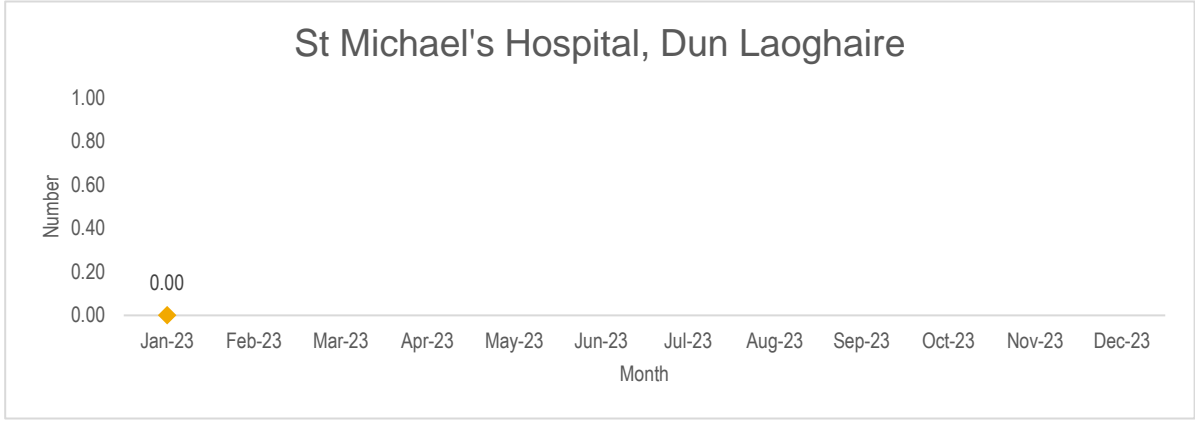 St Michael's Hospital, Dun Laoghaire
1.00
0.80
0.60
0.40
0.20
0.00
Number
0.00
Jan-23 Feb-23 Mar-23 Apr-23 May-23 Jun-23 Jul-23 Aug-23 Sep-23 Oct-23 Nov-23 Dec-23
Month